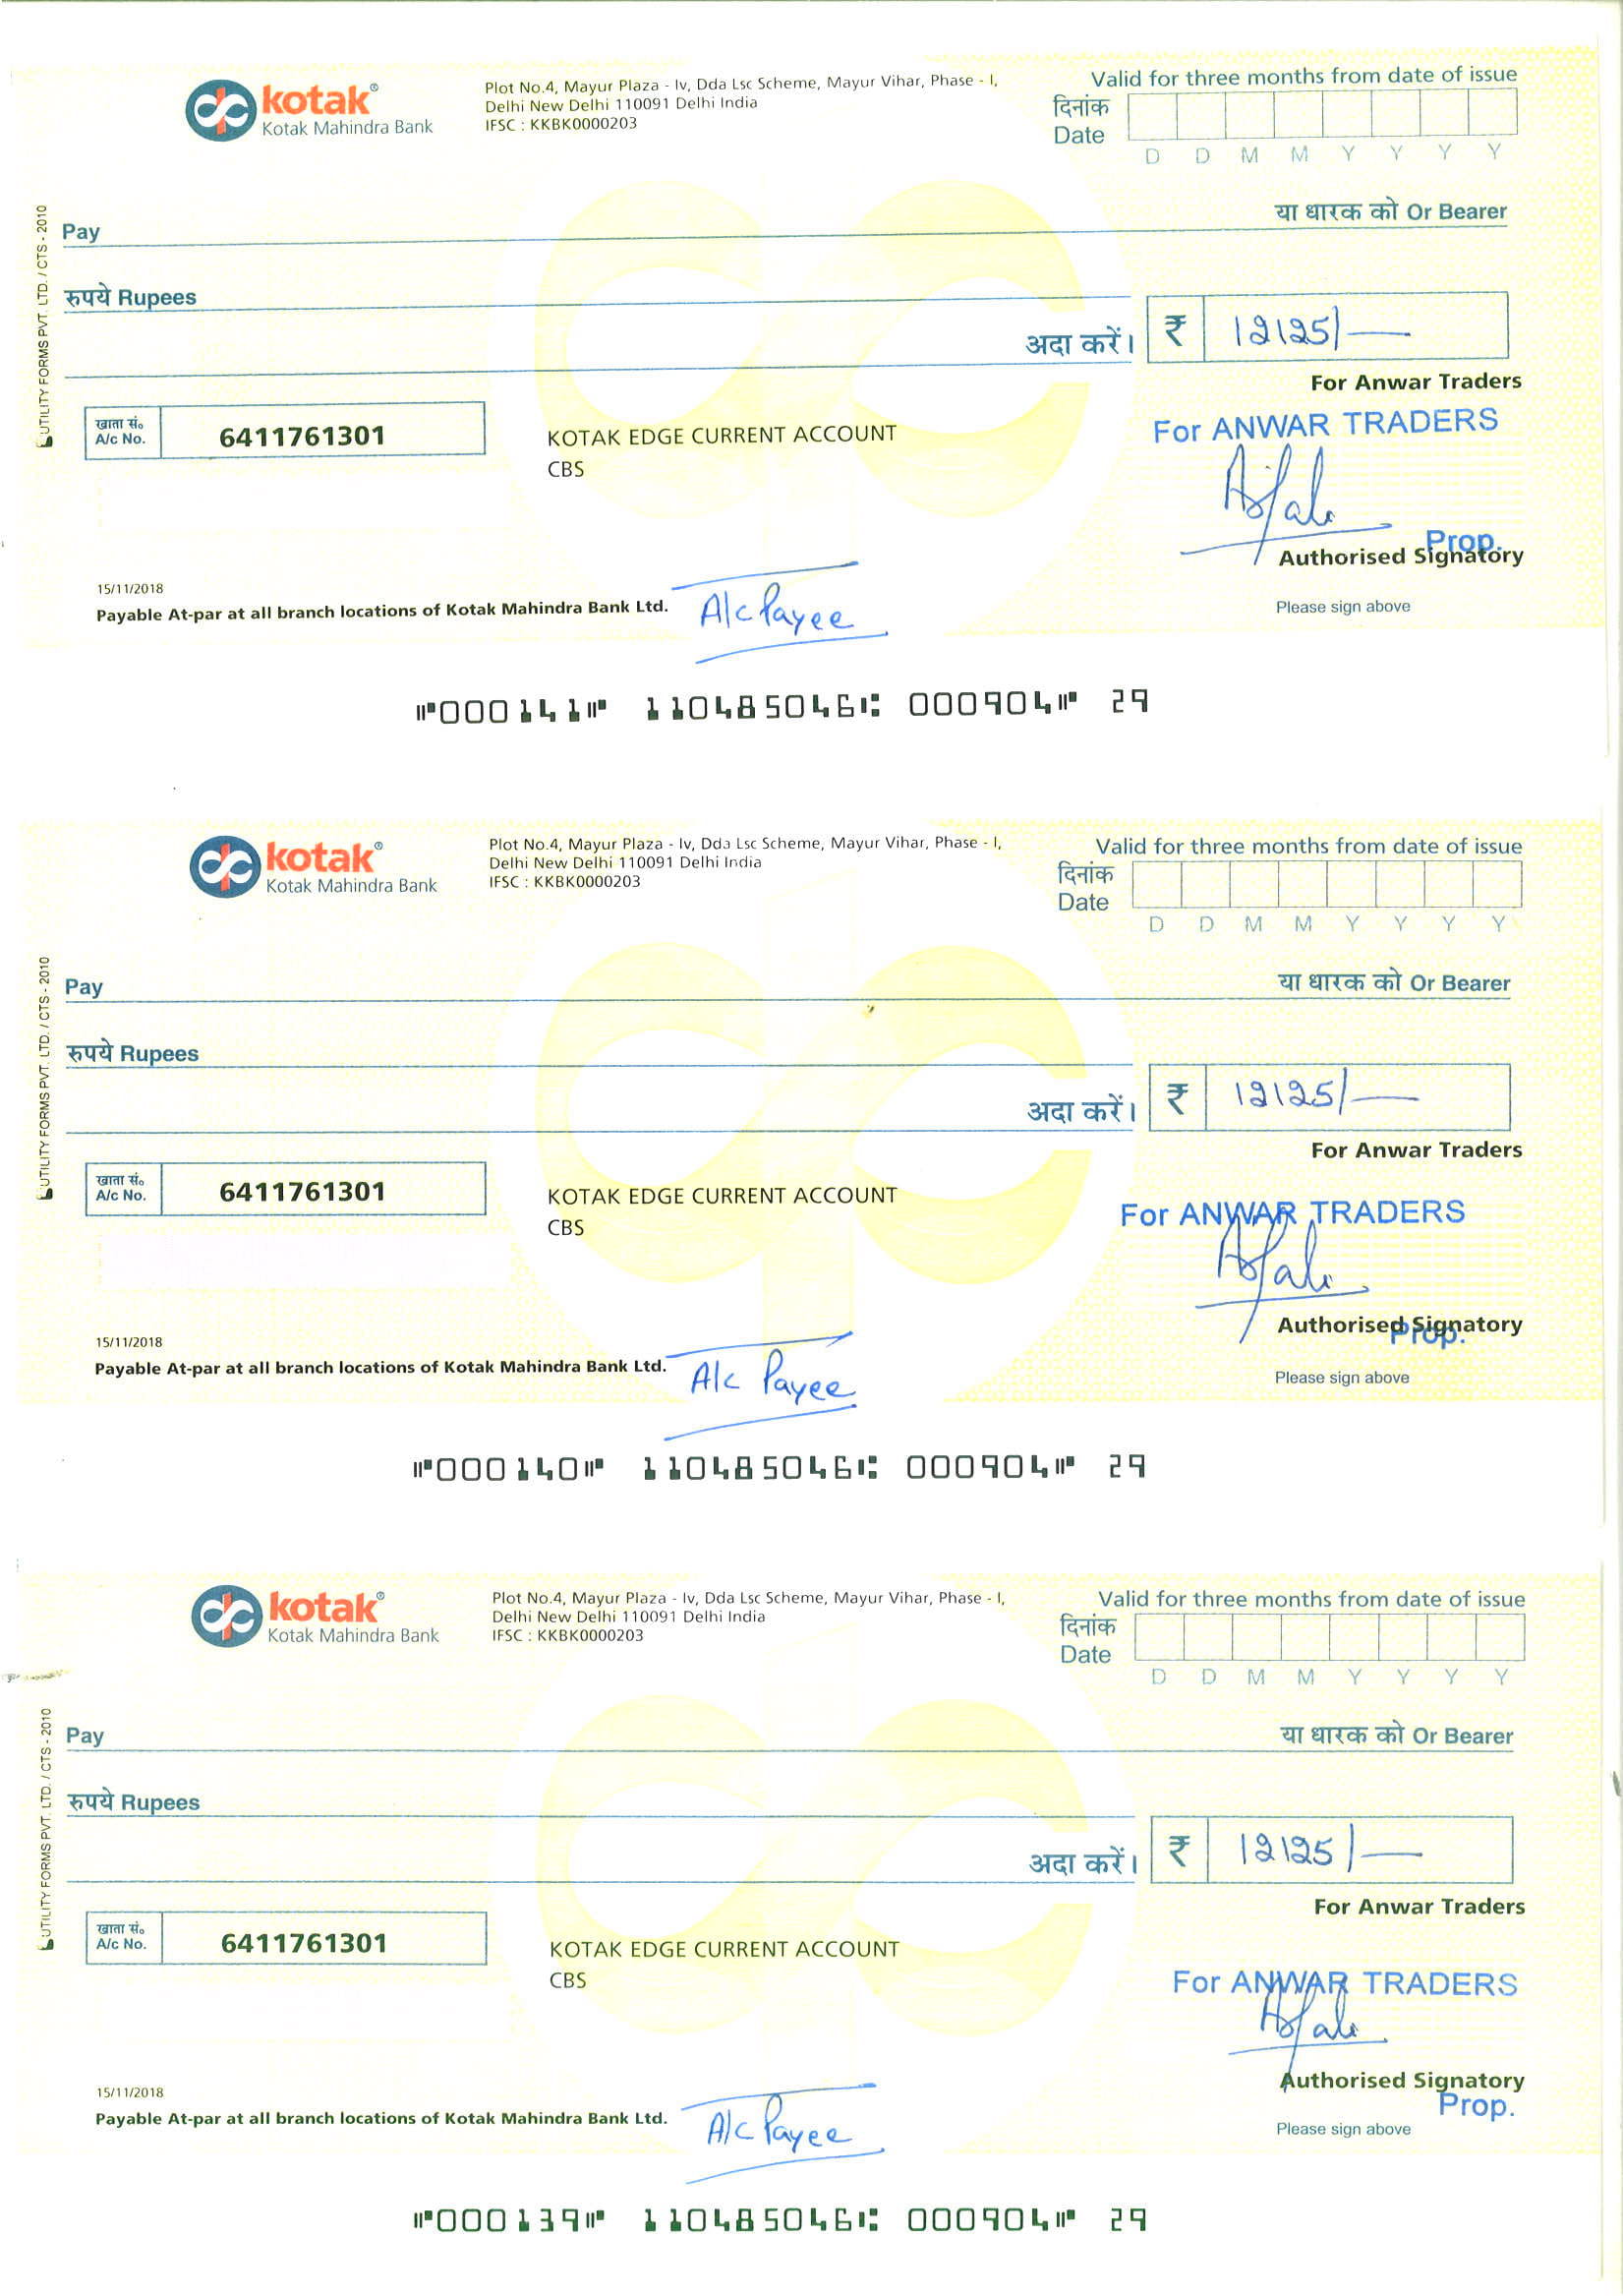 kotak®
Kotak Mahindra Bank
Plot No.4, Mayur Plaza - Iv, Dda Lsc Scheme, Mayur Vihar, Phase - I,
Delhi New Delhi 110091 Delhi India
IFSC : KKBK0000203
Valid for three months from date of issue
दिनांक
Date
D D M M Y Y Y Y
Pay
या धारक को Or Bearer
रुपये Rupees
अदा करें।
₹ 12125/-
For Anwar Traders
खाता सं०
A/c No.
6411761301
KOTAK EDGE CURRENT ACCOUNT
CBS
For ANWAR TRADERS
Prop.
Authorised Signatory
Please sign above
15/11/2018
Payable At-par at all branch locations of Kotak Mahindra Bank Ltd.
A/c Payee
UTILITY FORMS PVT. LTD. / CTS - 2010
⑈000141⑈ 110485046⑆ 000904⑈ 29
kotak®
Kotak Mahindra Bank
Plot No.4, Mayur Plaza - Iv, Dda Lsc Scheme, Mayur Vihar, Phase - I,
Delhi New Delhi 110091 Delhi India
IFSC : KKBK0000203
Valid for three months from date of issue
दिनांक
Date
D D M M Y Y Y Y
Pay
या धारक को Or Bearer
रुपये Rupees
अदा करें।
₹ 12125/-
For Anwar Traders
खाता सं०
A/c No.
6411761301
KOTAK EDGE CURRENT ACCOUNT
CBS
For ANWAR TRADERS
Authorised Signatory
Prop.
Please sign above
15/11/2018
Payable At-par at all branch locations of Kotak Mahindra Bank Ltd.
A/c Payee
UTILITY FORMS PVT. LTD. / CTS - 2010
⑈000140⑈ 110485046⑆ 000904⑈ 29
kotak®
Kotak Mahindra Bank
Plot No.4, Mayur Plaza - Iv, Dda Lsc Scheme, Mayur Vihar, Phase - I,
Delhi New Delhi 110091 Delhi India
IFSC : KKBK0000203
Valid for three months from date of issue
दिनांक
Date
D D M M Y Y Y Y
Pay
या धारक को Or Bearer
रुपये Rupees
अदा करें।
₹ 12125/-
For Anwar Traders
खाता सं०
A/c No.
6411761301
KOTAK EDGE CURRENT ACCOUNT
CBS
For ANWAR TRADERS
Authorised Signatory
Prop.
Please sign above
15/11/2018
Payable At-par at all branch locations of Kotak Mahindra Bank Ltd.
A/c Payee
UTILITY FORMS PVT. LTD. / CTS - 2010
⑈000139⑈ 110485046⑆ 000904⑈ 29